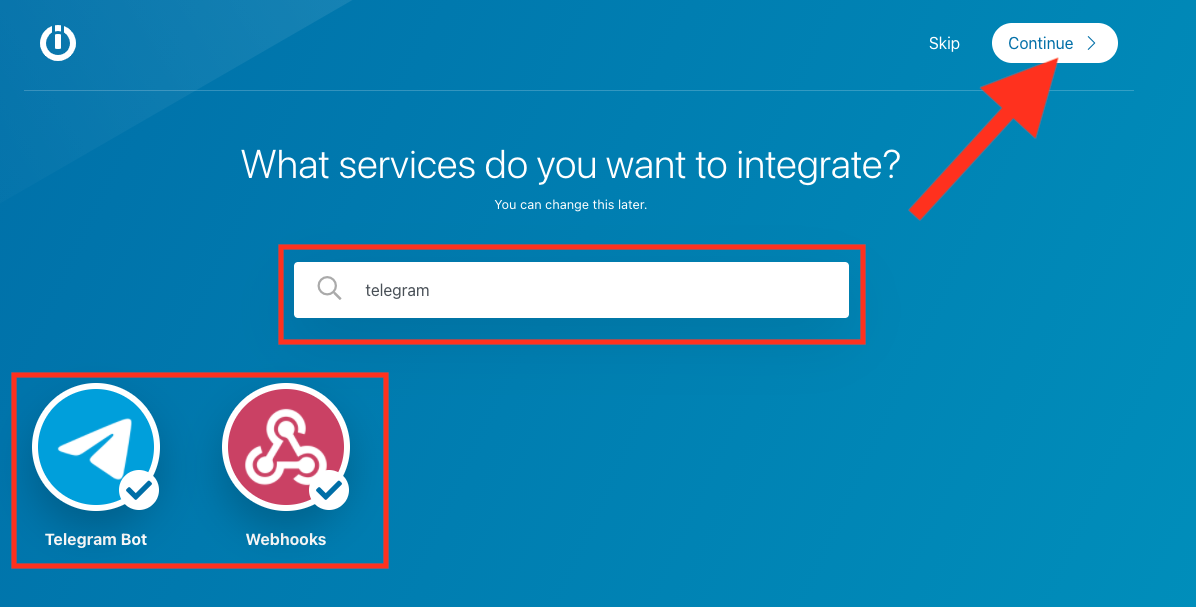 Skip
Continue
What services do you want to integrate?
You can change this later.
telegram
Telegram Bot
Webhooks